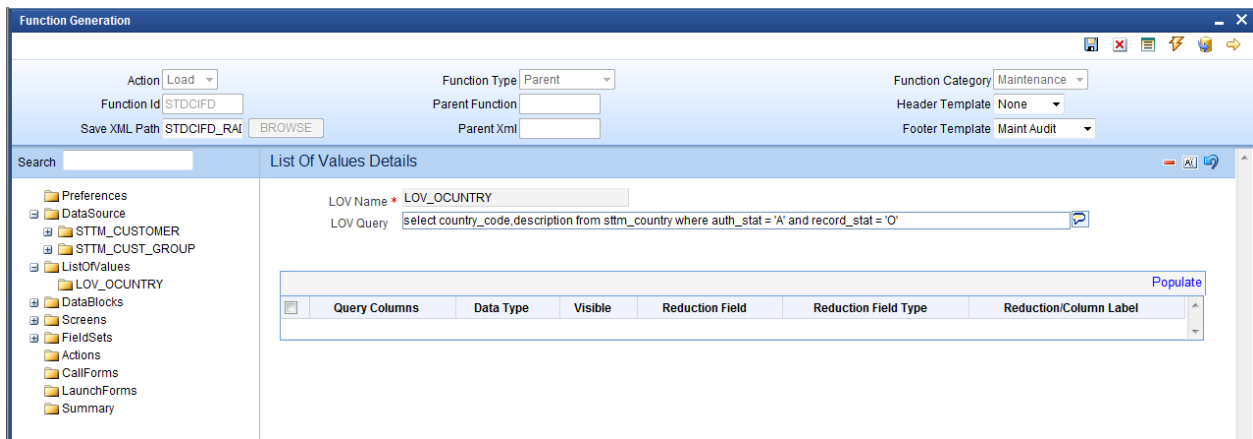 Function Generation
Action Load Function Type Parent Function Category Maintenance
Function Id STDCIFD Parent Function Header Template None
Save XML Path STDCIFD_RAD BROWSE Parent Xml Footer Template Maint Audit
Search List Of Values Details
Preferences
DataSource
STTM_CUSTOMER
STTM_CUST_GROUP
ListOfValues
LOV_OCUNTRY
DataBlocks
Screens
FieldSets
Actions
CallForms
LaunchForms
Summary
LOV Name * LOV_OCUNTRY
LOV Query select country_code,description from sttm_country where auth_stat = 'A' and record_stat = 'O'
Populate
Query Columns Data Type Visible Reduction Field Reduction Field Type Reduction/Column Label